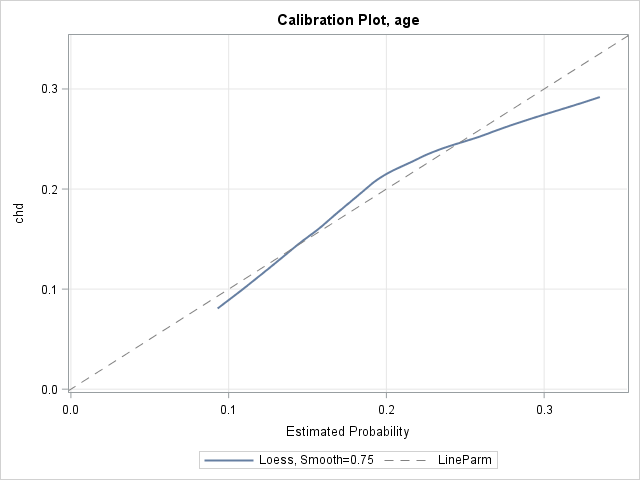 Calibration Plot, age
0.3
0.2
0.1
0.0
chd
0.0 0.1 0.2 0.3
Estimated Probability
Loess, Smooth=0.75 LineParm